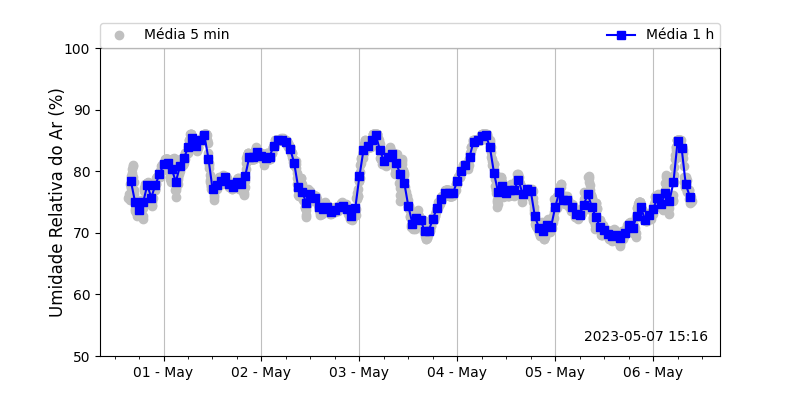 Média 5 min
Média 1 h
Umidade Relativa do Ar (%)
100
90
80
70
60
50
2023-05-07 15:16
01 - May
02 - May
03 - May
04 - May
05 - May
06 - May